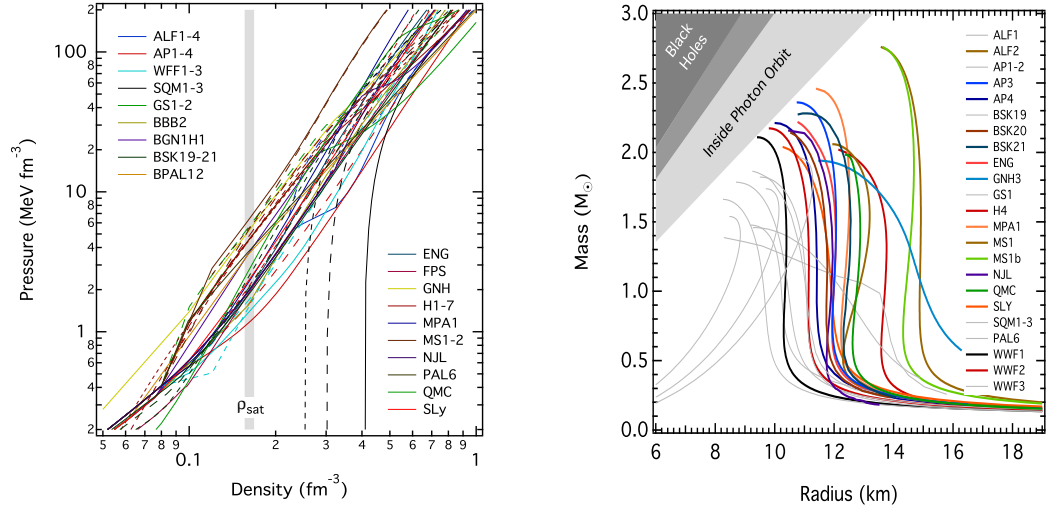 2
100
8
6
4
2
10
8
6
4
2
1
8
6
4
2
5
6
7
8
9
0.1
2
3
4
5
6
7
8
9
1
Pressure (MeV fm-3)
Density (fm-3)
ρsat
ALF1-4
AP1-4
WFF1-3
SQM1-3
GS1-2
BBB2
BGN1H1
BSK19-21
BPAL12
ENG
FPS
GNH
H1-7
MPA1
MS1-2
NJL
PAL6
QMC
SLy
3.0
2.5
2.0
1.5
1.0
0.5
0.0
6
8
10
12
14
16
18
Mass (M☉)
Radius (km)
Black
Holes
Inside Photon Orbit
ALF1
ALF2
AP1-2
AP3
AP4
BSK19
BSK20
BSK21
ENG
GNH3
GS1
H4
MPA1
MS1
MS1b
NJL
QMC
SLY
SQM1-3
PAL6
WWF1
WWF2
WWF3